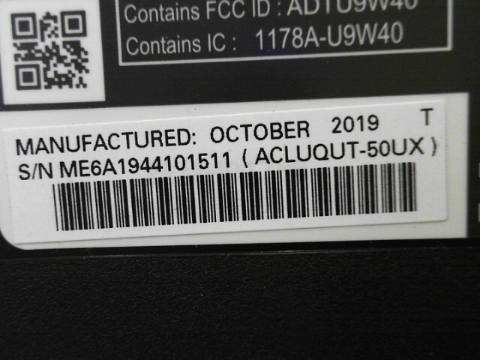 Contains FCC ID : ADTU9W40
Contains IC : 1178A-U9W40
MANUFACTURED: OCTOBER 2019 T
S/N ME6A1944101511 ( ACLUQUT-50UX )